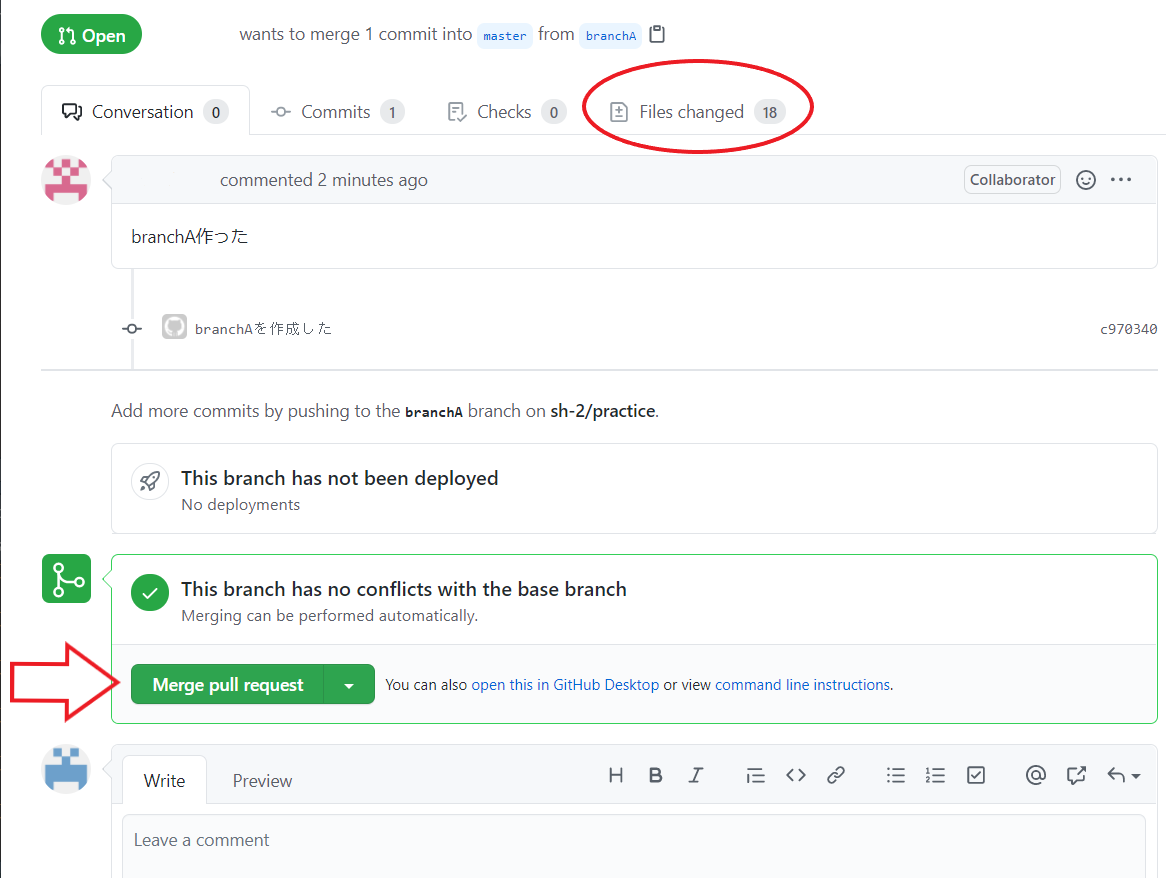 Open wants to merge 1 commit into master from branchA
Conversation 0 Commits 1 Checks 0 Files changed 18
commented 2 minutes ago Collaborator
branchA作った
branchAを作成した c970340
Add more commits by pushing to the branchA branch on sh-2/practice.
This branch has not been deployed
No deployments
This branch has no conflicts with the base branch
Merging can be performed automatically.
Merge pull request You can also open this in GitHub Desktop or view command line instructions.
Write Preview
Leave a comment